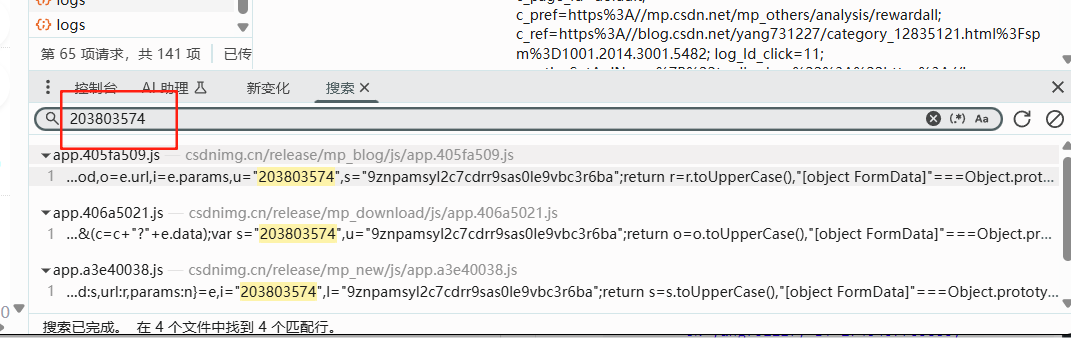 logs
logs
第 65 项请求，共 141 项
已传
c_pref=https%3A//mp.csdn.net/mp_others/analysis/rewardall;
c_ref=https%3A//blog.csdn.net/yang731227/category_12835121.html%3Fsp
m%3D1001.2014.3001.5482; log_Id_click=11;
控制台 AI 助理 新变化 搜索
203803574 (.*) Aa
app.405fa509.js — csdnimg.cn/release/mp_blog/js/app.405fa509.js
1 ...od,o=e.url,i=e.params,u="203803574",s="9znpamsyl2c7cdrr9sas0le9vbc3r6ba";return r=r.toUpperCase(),"[object FormData]"===Object.prot...
app.406a5021.js — csdnimg.cn/release/mp_download/js/app.406a5021.js
1 ...&(c=c+"?"+e.data);var s="203803574",u="9znpamsyl2c7cdrr9sas0le9vbc3r6ba";return o=o.toUpperCase(),"[object FormData]"===Object.pr...
app.a3e40038.js — csdnimg.cn/release/mp_new/js/app.a3e40038.js
1 ...d:s,url:r,params:n}=e,i="203803574",l="9znpamsyl2c7cdrr9sas0le9vbc3r6ba";return s=s.toUpperCase(),"[object FormData]"===Object.prototy...
搜索已完成。 在 4 个文件中找到 4 个匹配行。